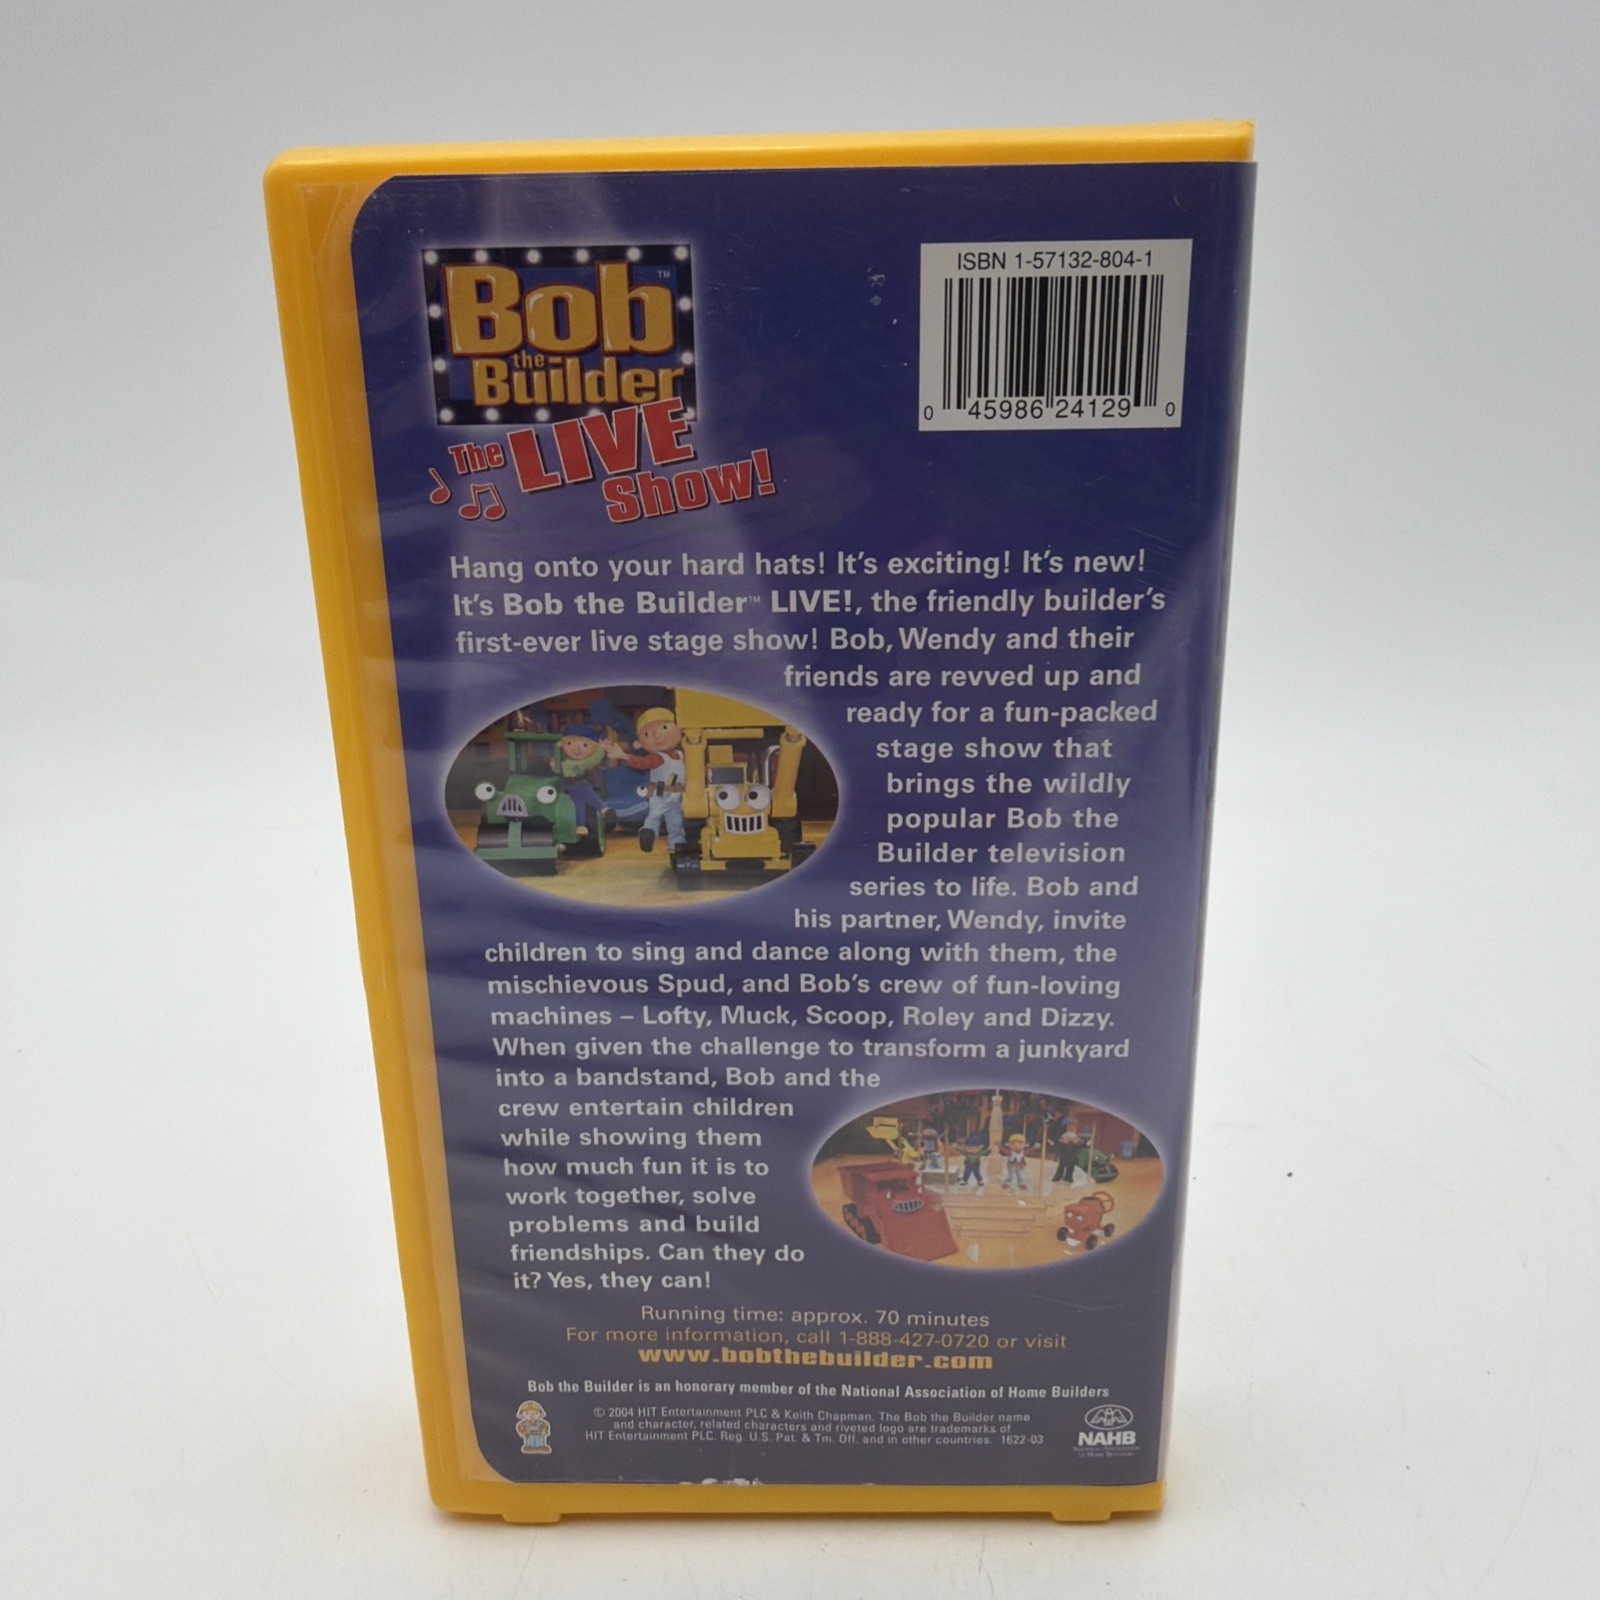 Bob™
the
Builder
The LIVE
Show!
ISBN 1-57132-804-1
0 45986 24129 0
Hang onto your hard hats! It's exciting! It's new!
It's Bob the Builder™ LIVE!, the friendly builder's
first-ever live stage show! Bob, Wendy and their
friends are revved up and
ready for a fun-packed
stage show that
brings the wildly
popular Bob the
Builder television
series to life. Bob and
his partner, Wendy, invite
children to sing and dance along with them, the
mischievous Spud, and Bob's crew of fun-loving
machines – Lofty, Muck, Scoop, Roley and Dizzy.
When given the challenge to transform a junkyard
into a bandstand, Bob and the
crew entertain children
while showing them
how much fun it is to
work together, solve
problems and build
friendships. Can they do
it? Yes, they can!
Running time: approx. 70 minutes
For more information, call 1-888-427-0720 or visit
www.bobthebuilder.com
Bob the Builder is an honorary member of the National Association of Home Builders
© 2004 HIT Entertainment PLC & Keith Chapman. The Bob the Builder name
and character, related characters and riveted logo are trademarks of
HIT Entertainment PLC. Reg. U.S. Pat. & Tm. Off. and in other countries. 1622-03
NAHB
National Association
of Home Builders